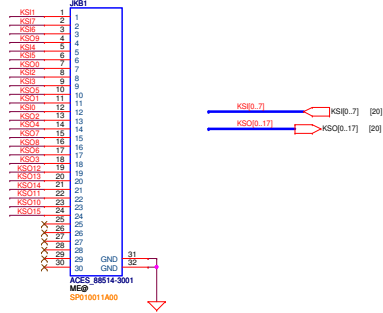 JKB1
KSI1 1 1
KSI7 2 2
KSI6 3 3
KSO9 4 4
KSI4 5 5
KSI5 6 6
KSO0 7 7
KSI2 8 8
KSI3 9 9
KSO5 10 10
KSO1 11 11
KSI0 12 12
KSO2 13 13
KSO4 14 14
KSO7 15 15
KSO8 16 16
KSO6 17 17
KSO3 18 18
KSO12 19 19
KSO13 20 20
KSO14 21 21
KSO11 22 22
KSO10 23 23
KSO15 24 24
25 25
26 26
27 27
28 28
29 29 GND 31
30 30 GND 32
ACES_88514-3001
ME@
SP010011A00
KSI[0..7] KSI[0..7] [20]
KSO[0..17] KSO[0..17] [20]